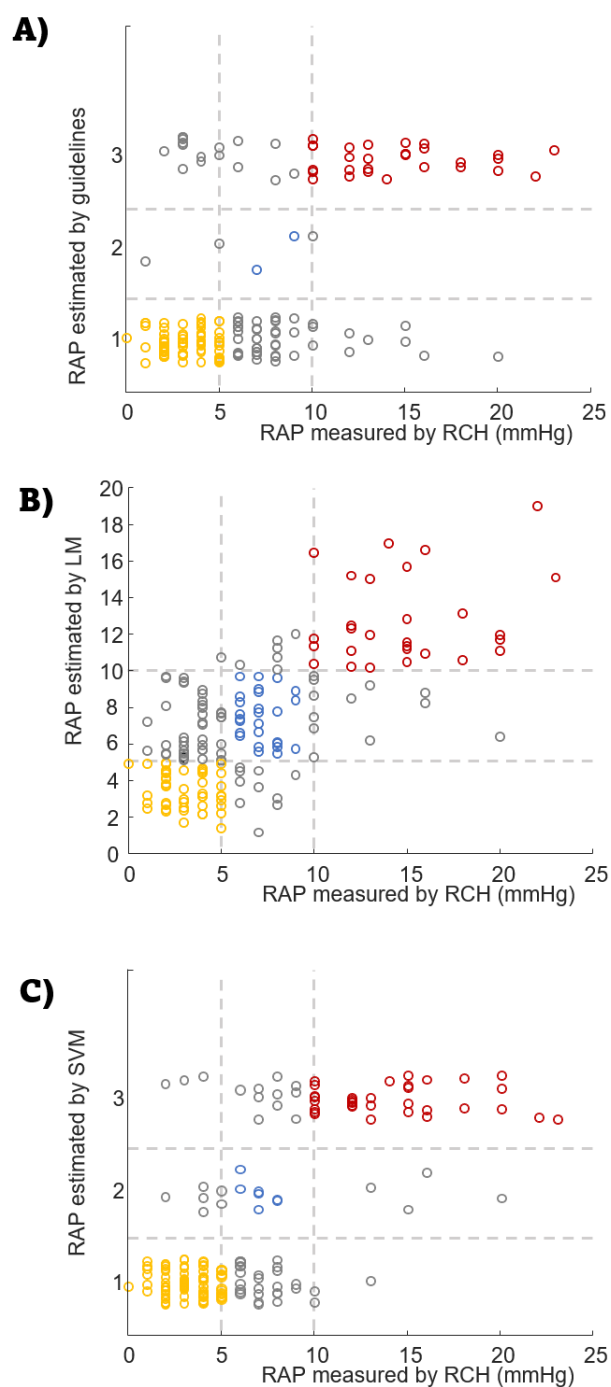 A)
RAP estimated by guidelines
3
2
1
0 5 10 15 20 25
RAP measured by RCH (mmHg)
B)
RAP estimated by LM
20
18
16
14
12
10
8
6
4
2
0
0 5 10 15 20 25
RAP measured by RCH (mmHg)
C)
RAP estimated by SVM
3
2
1
0 5 10 15 20 25
RAP measured by RCH (mmHg)